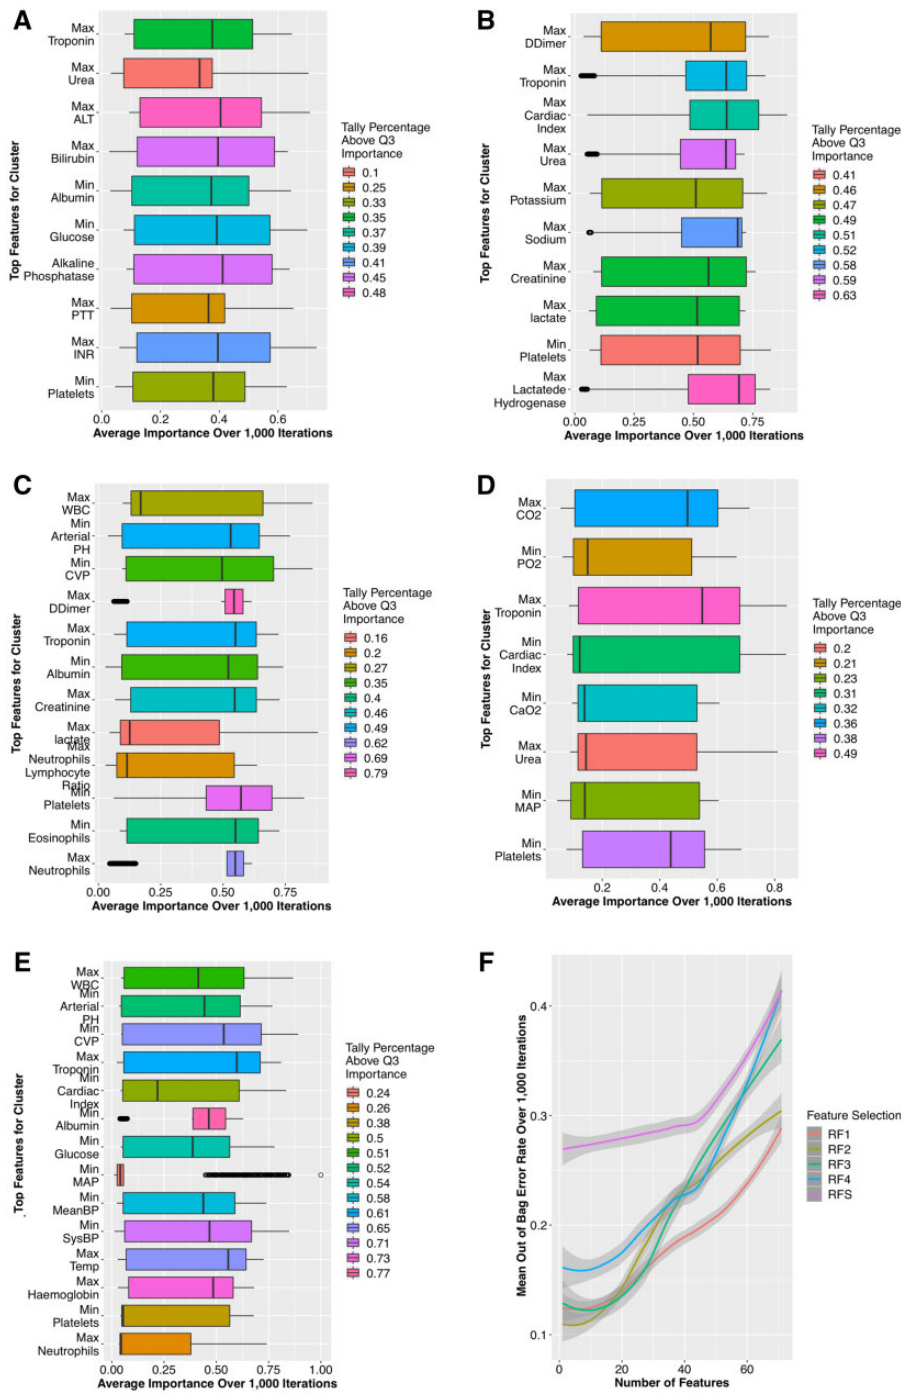 A
Max
Troponin
Max
Urea
Max
ALT
Max
Bilirubin
Min
Albumin
Min
Glucose
Alkaline
Phosphatase
Max
PTT
Max
INR
Min
Platelets
Top Features for Cluster
0.0
0.2
0.4
0.6
Average Importance Over 1,000 Iterations
Tally Percentage
Above Q3
Importance
0.1
0.25
0.33
0.35
0.37
0.39
0.41
0.45
0.48
B
Max
DDimer
Max
Troponin
Max
Cardiac
Index
Max
Urea
Max
Potassium
Max
Sodium
Max
Creatinine
Max
lactate
Min
Platelets
Max
Lactatede
Hydrogenase
Top Features for Cluster
0.00
0.25
0.50
0.75
Average Importance Over 1,000 Iterations
Tally Percentage
Above Q3
Importance
0.41
0.46
0.47
0.49
0.51
0.52
0.58
0.59
0.63
C
Max
WBC
Min
Arterial
PH
Min
CVP
Max
DDimer
Max
Troponin
Min
Albumin
Max
Creatinine
Max
lactate
Max
Neutrophils
Lymphocyte
Ratio
Min
Platelets
Min
Eosinophils
Max
Neutrophils
Top Features for Cluster
0.00
0.25
0.50
0.75
Average Importance Over 1,000 Iterations
Tally Percentage
Above Q3
Importance
0.16
0.2
0.27
0.35
0.4
0.46
0.49
0.62
0.69
0.79
D
Max
CO2
Min
PO2
Max
Troponin
Min
Cardiac
Index
Min
CaO2
Max
Urea
Min
MAP
Min
Platelets
Top Features for Cluster
0.2
0.4
0.6
0.8
Average Importance Over 1,000 Iterations
Tally Percentage
Above Q3
Importance
0.2
0.21
0.23
0.31
0.32
0.36
0.38
0.49
E
Max
WBC
Min
Arterial
PH
Min
CVP
Max
Troponin
Min
Cardiac
Index
Min
Albumin
Min
Glucose
Min
MAP
Min
MeanBP
Min
SysBP
Max
Temp
Max
Haemoglobin
Min
Platelets
Max
Neutrophils
Top Features for Cluster
0.00
0.25
0.50
0.75
1.00
Average Importance Over 1,000 Iterations
Tally Percentage
Above Q3
Importance
0.24
0.26
0.38
0.5
0.51
0.52
0.54
0.58
0.61
0.65
0.71
0.73
0.77
F
Mean Out of Bag Error Rate Over 1,000 Iterations
0.4
0.3
0.2
0.1
0
20
40
60
Number of Features
Feature Selection
RF1
RF2
RF3
RF4
RFS